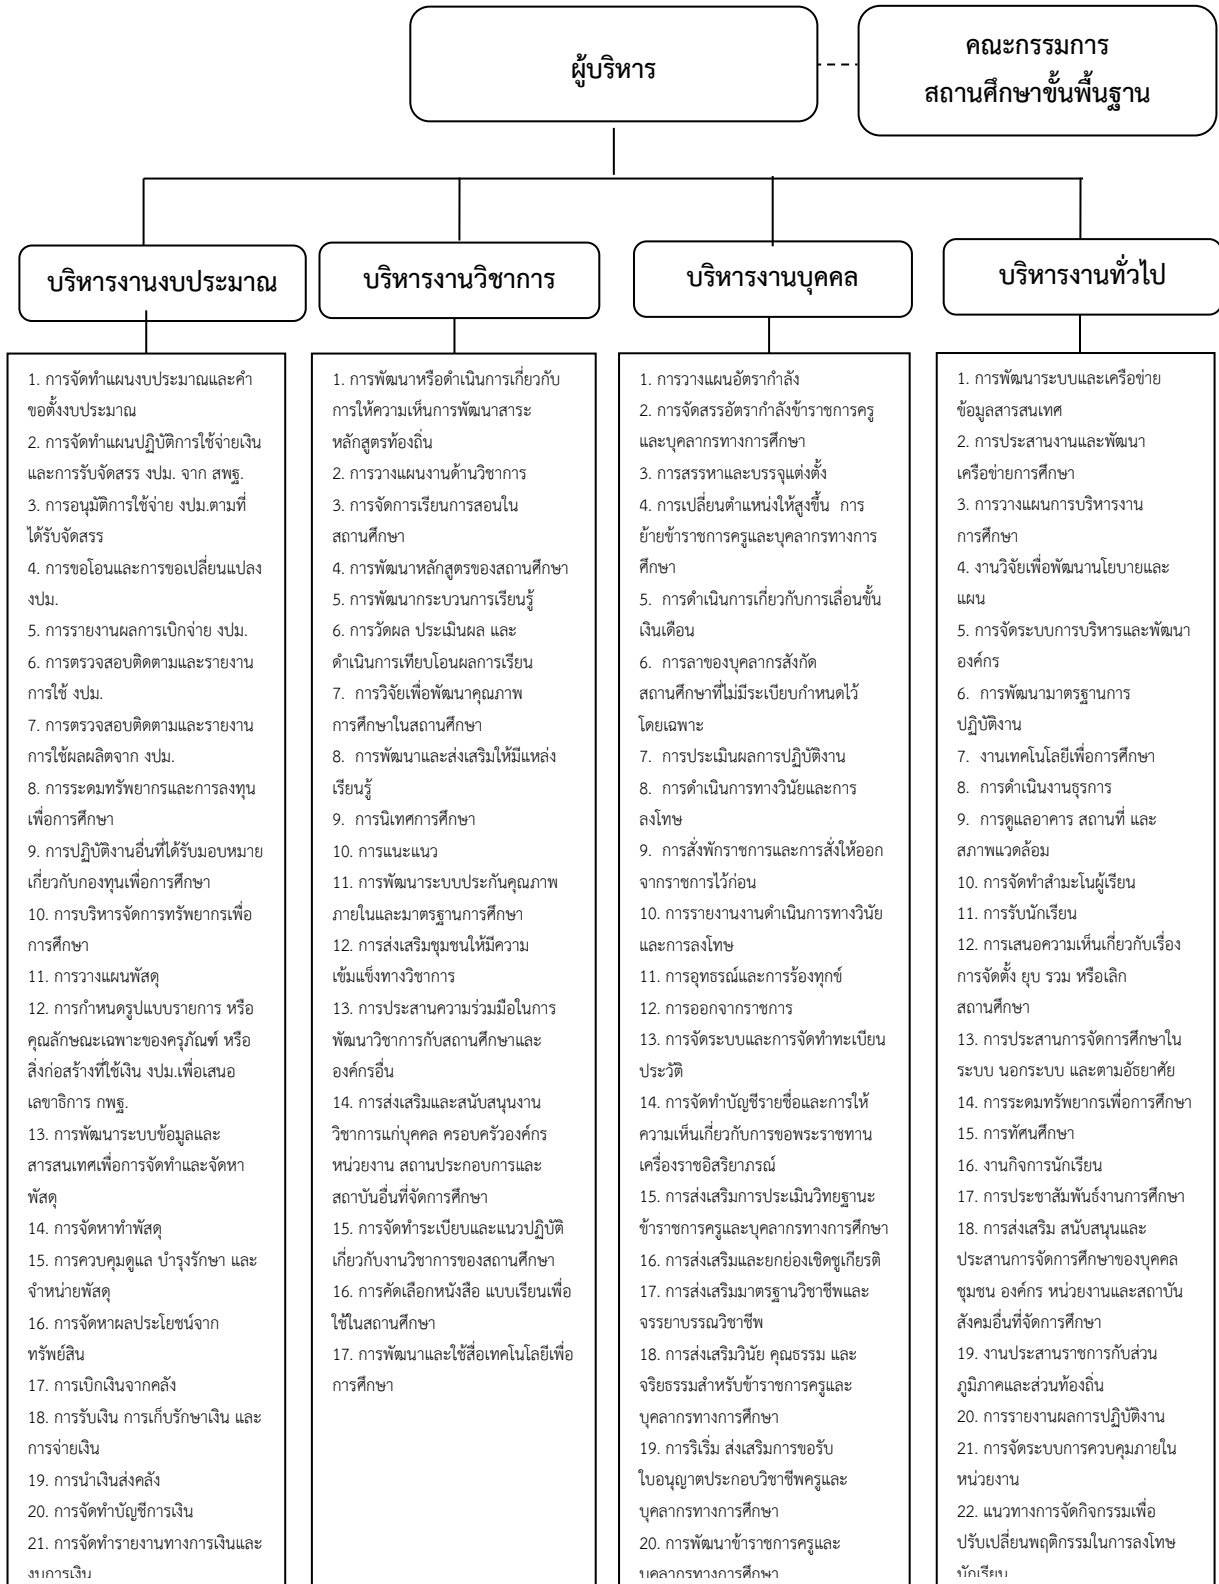 ผู้บริหาร
คณะกรรมการ
สถานศึกษาขั้นพื้นฐาน
บริหารงานงบประมาณ
บริหารงานวิชาการ
บริหารงานบุคคล
บริหารงานทั่วไป
1. การจัดทำแผนงบประมาณและคำ
ขอตั้งงบประมาณ
2. การจัดทำแผนปฏิบัติการใช้จ่ายเงิน
และการรับจัดสรร งปม. จาก สพฐ.
3. การอนุมัติการใช้จ่าย งปม.ตามที่
ได้รับจัดสรร
4. การขอโอนและการขอเปลี่ยนแปลง
งปม.
5. การรายงานผลการเบิกจ่าย งปม.
6. การตรวจสอบติดตามและรายงาน
การใช้ งปม.
7. การตรวจสอบติดตามและรายงาน
การใช้ผลผลิตจาก งปม.
8. การระดมทรัพยากรและการลงทุน
เพื่อการศึกษา
9. การปฏิบัติงานอื่นที่ได้รับมอบหมาย
เกี่ยวกับกองทุนเพื่อการศึกษา
10. การบริหารจัดการทรัพยากรเพื่อ
การศึกษา
11. การวางแผนพัสดุ
12. การกำหนดรูปแบบรายการ หรือ
คุณลักษณะเฉพาะของครุภัณฑ์ หรือ
สิ่งก่อสร้างที่ใช้เงิน งปม.เพื่อเสนอ
เลขาธิการ กพฐ.
13. การพัฒนาระบบข้อมูลและ
สารสนเทศเพื่อการจัดทำและจัดหา
พัสดุ
14. การจัดหาทำพัสดุ
15. การควบคุมดูแล บำรุงรักษา และ
จำหน่ายพัสดุ
16. การจัดหาผลประโยชน์จาก
ทรัพย์สิน
17. การเบิกเงินจากคลัง
18. การรับเงิน การเก็บรักษาเงิน และ
การจ่ายเงิน
19. การนำเงินส่งคลัง
20. การจัดทำบัญชีการเงิน
21. การจัดทำรายงานทางการเงินและ
งบการเงิน
1. การพัฒนาหรือดำเนินการเกี่ยวกับ
การให้ความเห็นการพัฒนาสาระ
หลักสูตรท้องถิ่น
2. การวางแผนงานด้านวิชาการ
3. การจัดการเรียนการสอนใน
สถานศึกษา
4. การพัฒนาหลักสูตรของสถานศึกษา
5. การพัฒนากระบวนการเรียนรู้
6. การวัดผล ประเมินผล และ
ดำเนินการเทียบโอนผลการเรียน
7. การวิจัยเพื่อพัฒนาคุณภาพ
การศึกษาในสถานศึกษา
8. การพัฒนาและส่งเสริมให้มีแหล่ง
เรียนรู้
9. การนิเทศการศึกษา
10. การแนะแนว
11. การพัฒนาระบบประกันคุณภาพ
ภายในและมาตรฐานการศึกษา
12. การส่งเสริมชุมชนให้มีความ
เข้มแข็งทางวิชาการ
13. การประสานความร่วมมือในการ
พัฒนาวิชาการกับสถานศึกษาและ
องค์กรอื่น
14. การส่งเสริมและสนับสนุนงาน
วิชาการแก่บุคคล ครอบครัวองค์กร
หน่วยงาน สถานประกอบการและ
สถาบันอื่นที่จัดการศึกษา
15. การจัดทำระเบียบและแนวปฏิบัติ
เกี่ยวกับงานวิชาการของสถานศึกษา
16. การคัดเลือกหนังสือ แบบเรียนเพื่อ
ใช้ในสถานศึกษา
17. การพัฒนาและใช้สื่อเทคโนโลยีเพื่อ
การศึกษา
1. การวางแผนอัตรากำลัง
2. การจัดสรรอัตรากำลังข้าราชการครู
และบุคลากรทางการศึกษา
3. การสรรหาและบรรจุแต่งตั้ง
4. การเปลี่ยนตำแหน่งให้สูงขึ้น การ
ย้ายข้าราชการครูและบุคลากรทางการ
ศึกษา
5. การดำเนินการเกี่ยวกับการเลื่อนขั้น
เงินเดือน
6. การลาของบุคลากรสังกัด
สถานศึกษาที่ไม่มีระเบียบกำหนดไว้
โดยเฉพาะ
7. การประเมินผลการปฏิบัติงาน
8. การดำเนินการทางวินัยและการ
ลงโทษ
9. การสั่งพักราชการและการสั่งให้ออก
จากราชการไว้ก่อน
10. การรายงานงานดำเนินการทางวินัย
และการลงโทษ
11. การอุทธรณ์และการร้องทุกข์
12. การออกจากราชการ
13. การจัดระบบและการจัดทำทะเบียน
ประวัติ
14. การจัดทำบัญชีรายชื่อและการให้
ความเห็นเกี่ยวกับการขอพระราชทาน
เครื่องราชอิสริยาภรณ์
15. การส่งเสริมการประเมินวิทยฐานะ
ข้าราชการครูและบุคลากรทางการศึกษา
16. การส่งเสริมและยกย่องเชิดชูเกียรติ
17. การส่งเสริมมาตรฐานวิชาชีพและ
จรรยาบรรณวิชาชีพ
18. การส่งเสริมวินัย คุณธรรม และ
จริยธรรมสำหรับข้าราชการครูและ
บุคลากรทางการศึกษา
19. การริเริ่ม ส่งเสริมการขอรับ
ใบอนุญาตประกอบวิชาชีพครูและ
บุคลากรทางการศึกษา
20. การพัฒนาข้าราชการครูและ
บุคลากรทางการศึกษา
1. การพัฒนาระบบและเครือข่าย
ข้อมูลสารสนเทศ
2. การประสานงานและพัฒนา
เครือข่ายการศึกษา
3. การวางแผนการบริหารงาน
การศึกษา
4. งานวิจัยเพื่อพัฒนานโยบายและ
แผน
5. การจัดระบบการบริหารและพัฒนา
องค์กร
6. การพัฒนามาตรฐานการ
ปฏิบัติงาน
7. งานเทคโนโลยีเพื่อการศึกษา
8. การดำเนินงานธุรการ
9. การดูแลอาคาร สถานที่ และ
สภาพแวดล้อม
10. การจัดทำสำมะโนผู้เรียน
11. การรับนักเรียน
12. การเสนอความเห็นเกี่ยวกับเรื่อง
การจัดตั้ง ยุบ รวม หรือเลิก
สถานศึกษา
13. การประสานการจัดการศึกษาใน
ระบบ นอกระบบ และตามอัธยาศัย
14. การระดมทรัพยากรเพื่อการศึกษา
15. การทัศนศึกษา
16. งานกิจการนักเรียน
17. การประชาสัมพันธ์งานการศึกษา
18. การส่งเสริม สนับสนุนและ
ประสานการจัดการศึกษาของบุคคล
ชุมชน องค์กร หน่วยงานและสถาบัน
สังคมอื่นที่จัดการศึกษา
19. งานประสานราชการกับส่วน
ภูมิภาคและส่วนท้องถิ่น
20. การรายงานผลการปฏิบัติงาน
21. การจัดระบบการควบคุมภายใน
หน่วยงาน
22. แนวทางการจัดกิจกรรมเพื่อ
ปรับเปลี่ยนพฤติกรรมในการลงโทษ
นักเรียน